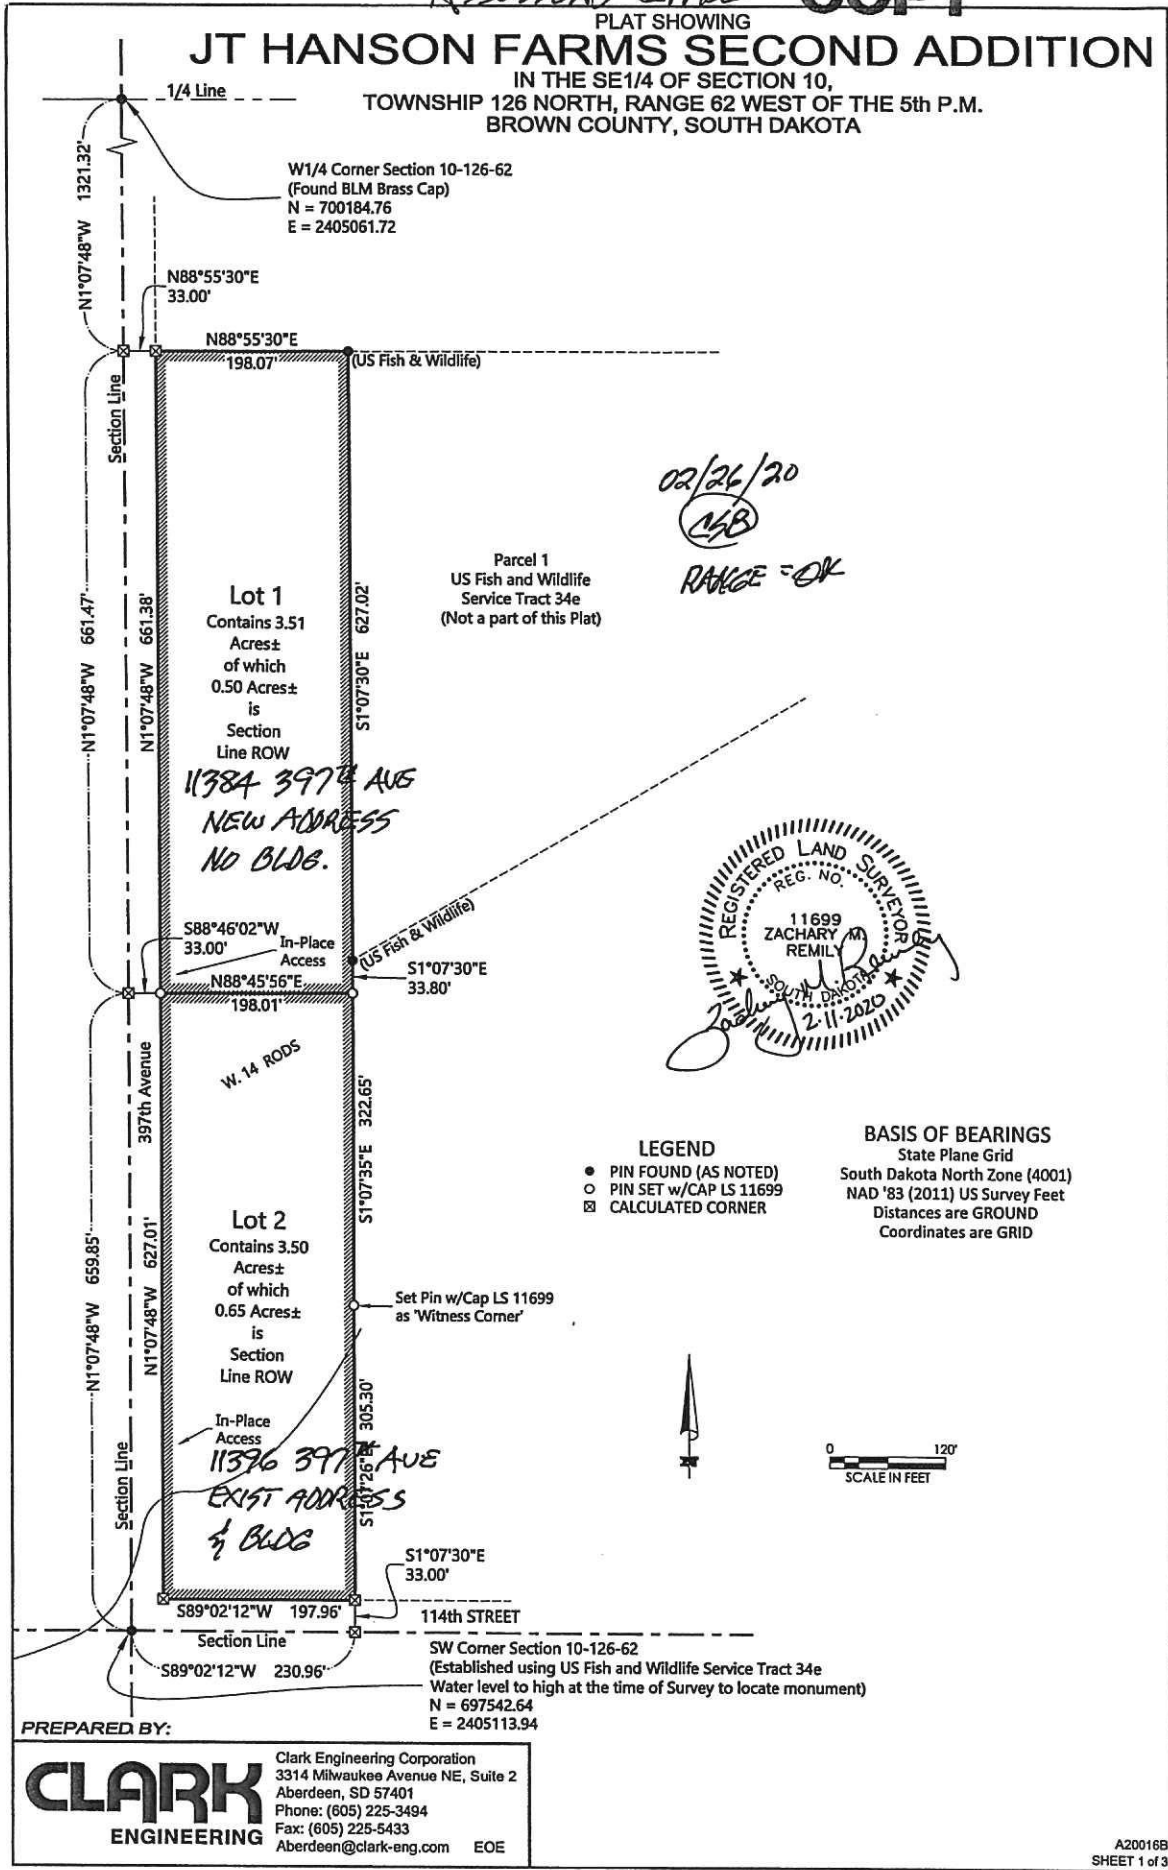 COPY
PLAT SHOWING
JT HANSON FARMS SECOND ADDITION
IN THE SE1/4 OF SECTION 10,
TOWNSHIP 126 NORTH, RANGE 62 WEST OF THE 5th P.M.
BROWN COUNTY, SOUTH DAKOTA
1/4 Line
N1°07'48"W 1321.32'
W1/4 Corner Section 10-126-62
(Found BLM Brass Cap)
N = 700184.76
E = 2405061.72
N88°55'30"E
33.00'
N88°55'30"E
198.07'
(US Fish & Wildlife)
Section Line
02/26/20
CSB
RANGE = OK
Parcel 1
US Fish and Wildlife
Service Tract 34e
(Not a part of this Plat)
N1°07'48"W 661.47'
N1°07'48"W 661.38'
S1°07'30"E 627.02'
Lot 1
Contains 3.51
Acres±
of which
0.50 Acres±
is
Section
Line ROW
11384 397TH AVE
NEW ADDRESS
NO BLDG.
REGISTERED LAND SURVEYOR
REG. NO.
11699
ZACHARY M.
REMILY
SOUTH DAKOTA
2-11-2020
S88°46'02"W
33.00'
In-Place
Access
(US Fish & Wildlife)
S1°07'30"E
33.80'
N88°45'56"E
198.01'
W. 14 RODS
397th Avenue
S1°07'35"E 322.65'
LEGEND
PIN FOUND (AS NOTED)
PIN SET w/CAP LS 11699
CALCULATED CORNER
BASIS OF BEARINGS
State Plane Grid
South Dakota North Zone (4001)
NAD '83 (2011) US Survey Feet
Distances are GROUND
Coordinates are GRID
N1°07'48"W 659.85'
N1°07'48"W 627.01'
Lot 2
Contains 3.50
Acres±
of which
0.65 Acres±
is
Section
Line ROW
Set Pin w/Cap LS 11699
as 'Witness Corner'
In-Place
Access
305.30'
11396 397TH AVE
EXIST ADDRESS
& BLDG
Section Line
N
0 120'
SCALE IN FEET
S1°07'30"E
33.00'
S89°02'12"W 197.96'
114th STREET
Section Line
S89°02'12"W 230.96'
SW Corner Section 10-126-62
(Established using US Fish and Wildlife Service Tract 34e
Water level to high at the time of Survey to locate monument)
N = 697542.64
E = 2405113.94
PREPARED BY:
CLARK
ENGINEERING
Clark Engineering Corporation
3314 Milwaukee Avenue NE, Suite 2
Aberdeen, SD 57401
Phone: (605) 225-3494
Fax: (605) 225-5433
Aberdeen@clark-eng.com EOE
A20016B
SHEET 1 of 3